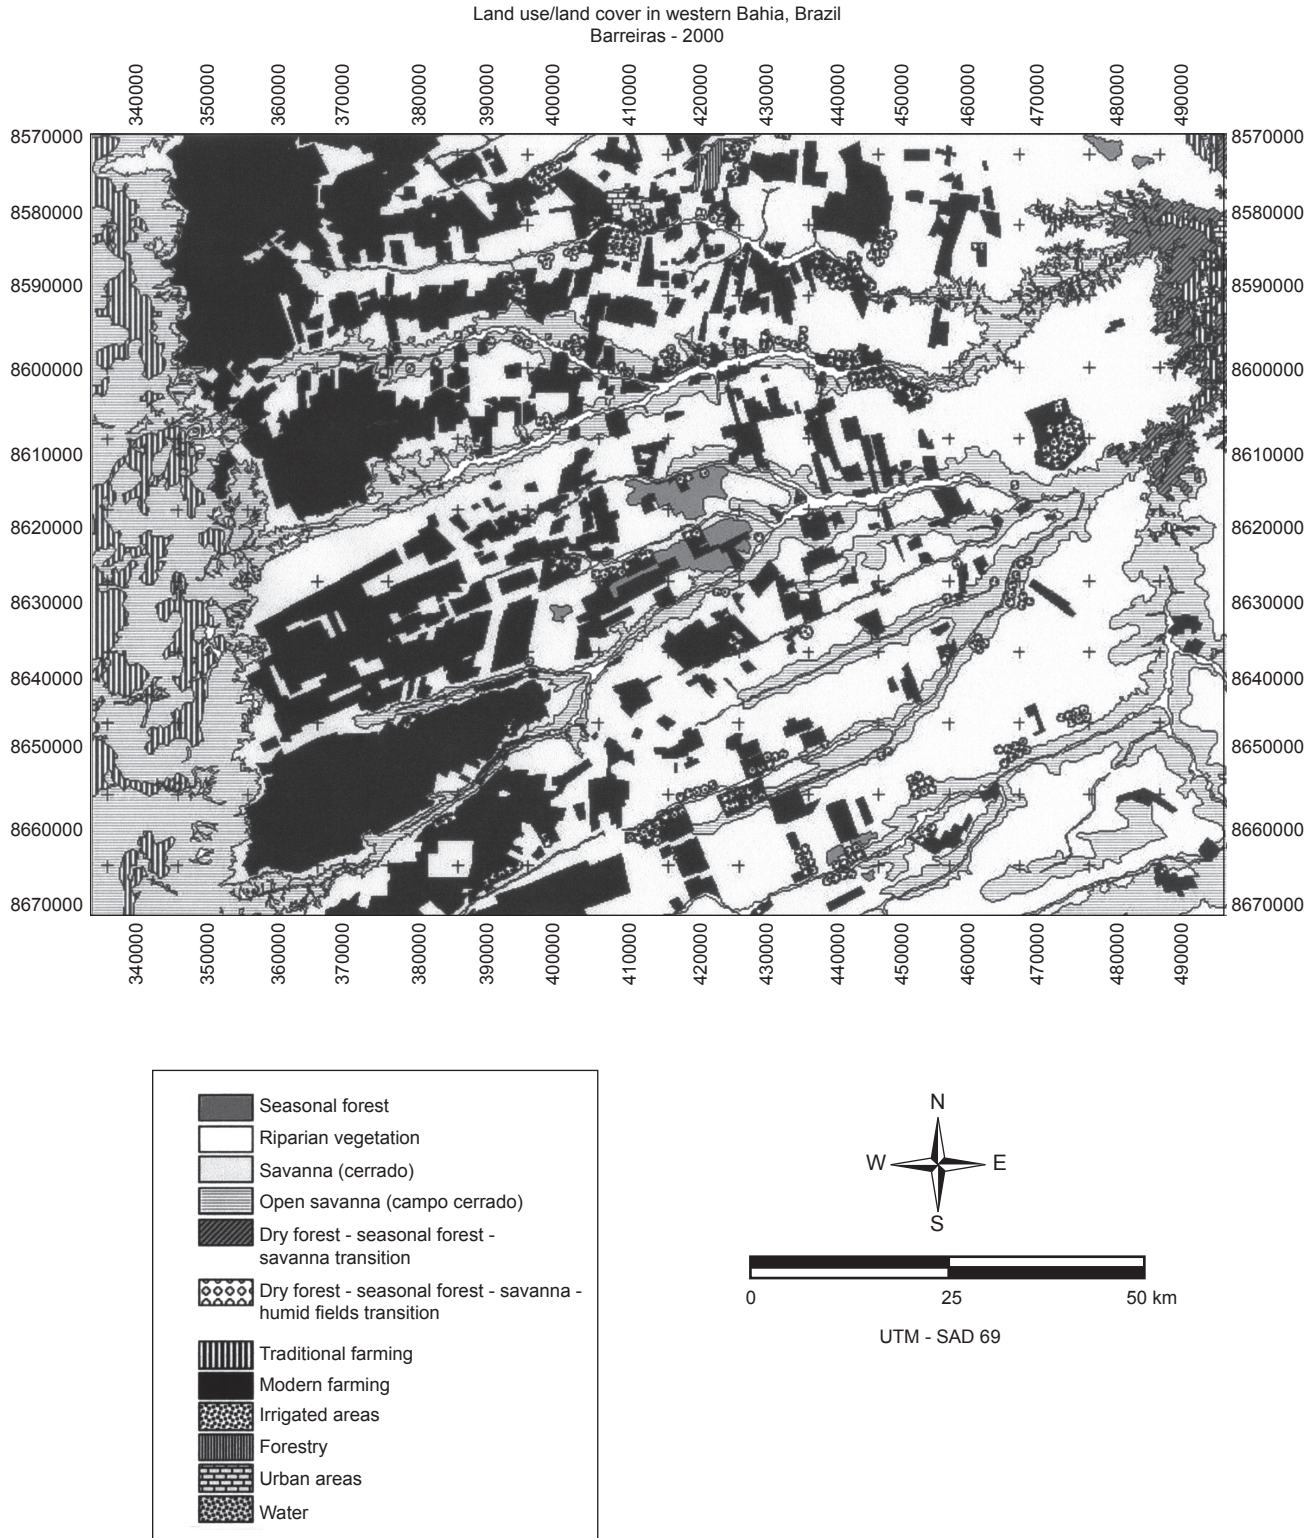 Land use/land cover in western Bahia, Brazil
Barreiras - 2000
340000 350000 360000 370000 380000 390000 400000 410000 420000 430000 440000 450000 460000 470000 480000 490000
8570000 8570000
8580000 8580000
8590000 8590000
8600000 8600000
8610000 8610000
8620000 8620000
8630000 8630000
8640000 8640000
8650000 8650000
8660000 8660000
8670000 8670000
340000 350000 360000 370000 380000 390000 400000 410000 420000 430000 440000 450000 460000 470000 480000 490000
Seasonal forest
Riparian vegetation
Savanna (cerrado)
Open savanna (campo cerrado)
Dry forest - seasonal forest -
savanna transition
Dry forest - seasonal forest - savanna -
humid fields transition
Traditional farming
Modern farming
Irrigated areas
Forestry
Urban areas
Water
N
W E
S
0 25 50 km
UTM - SAD 69